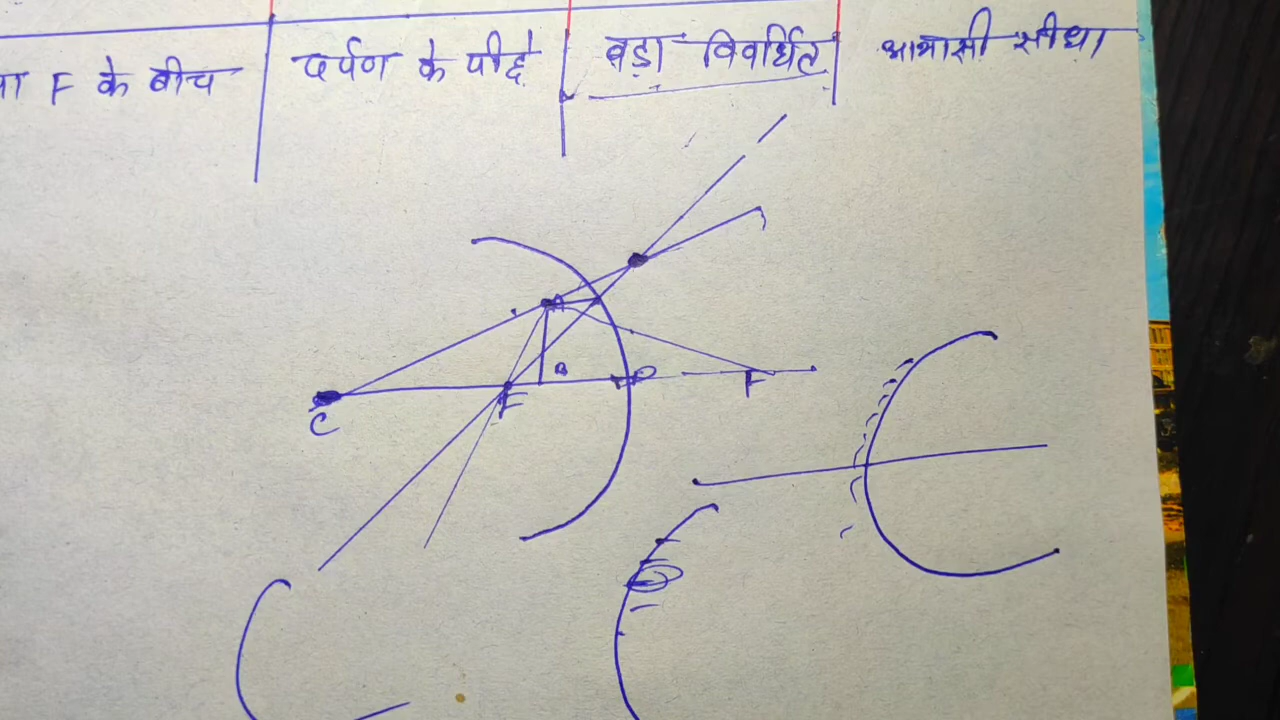 F के बीच
दर्पण के पीछे
बड़ा विवर्धित
आभासी सीधा
A
B
P
F
F
C